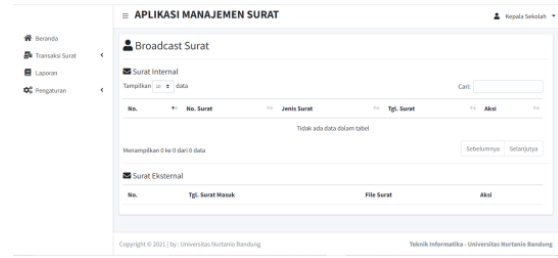 APLIKASI MANAJEMEN SURAT
Kepala Sekolah
Beranda
Transaksi Surat
Laporan
Pengaturan
Broadcast Surat
Surat Internal
Tampilkan 10 data
Cari:
No. No. Surat Jenis Surat Tgl. Surat Aksi
Tidak ada data dalam tabel
Menampilkan 0 ke 0 dari 0 data
Sebelumnya Selanjutya
Surat Eksternal
No. Tgl. Surat Masuk File Surat Aksi
Copyright © 2021 | by : Universitas Nurtanio Bandung
Teknik Informatika - Universitas Nurtanio Bandung